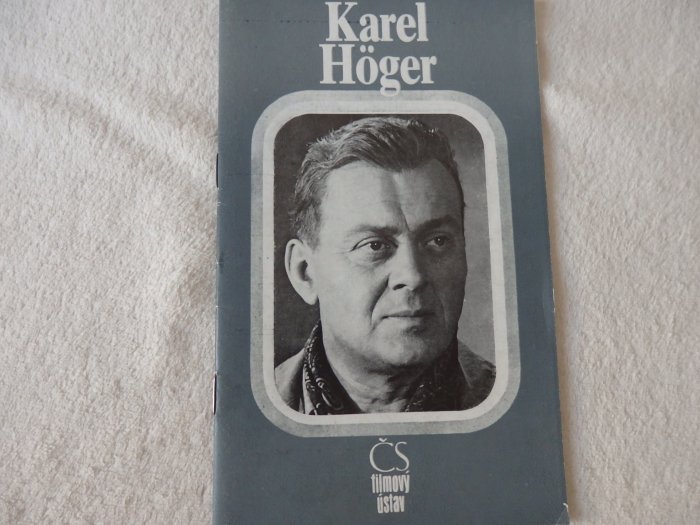 Karel
Höger
ČS
filmový
ústav